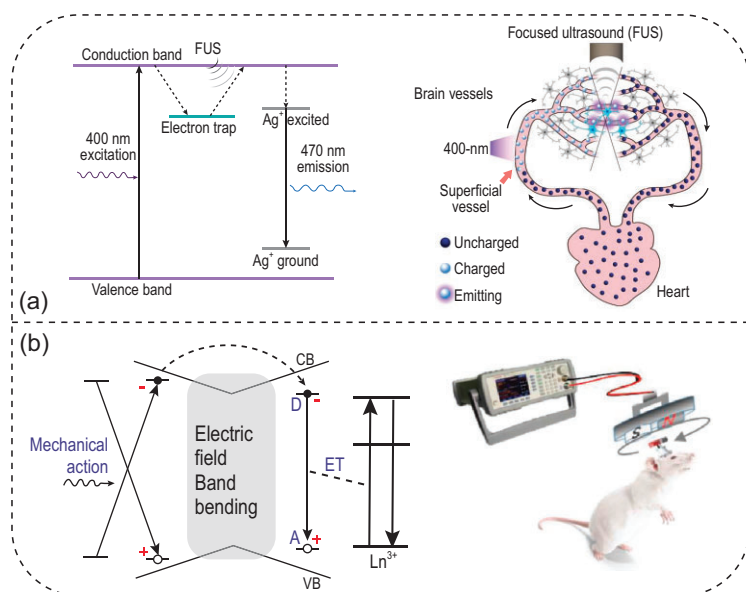 Conduction band
FUS
Electron trap
Ag⁺ excited
400 nm
excitation
470 nm
emission
Ag⁺ ground
Valence band
(a)
Focused ultrasound (FUS)
Brain vessels
400-nm
Superficial
vessel
Uncharged
Charged
Emitting
Heart
(b)
CB
-
D
-
Mechanical
action
Electric
field
Band
bending
ET
+
A
+
Ln³⁺
VB
S
N